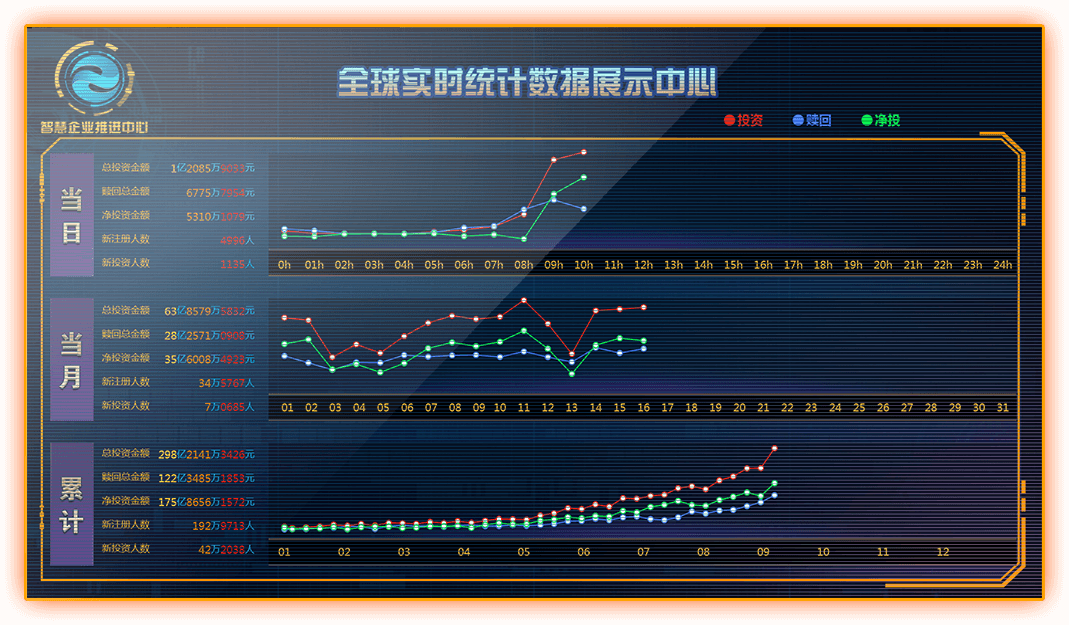 全球实时统计数据展示中心
智慧企业推进中心
投资 赎回 净投
当日
总投资金额 1亿2085万9033元
赎回总金额 6775万7954元
净投资金额 5310万1079元
新注册人数 4996人
新投资人数 1135人
0h 01h 02h 03h 04h 05h 06h 07h 08h 09h 10h 11h 12h 13h 14h 15h 16h 17h 18h 19h 20h 21h 22h 23h 24h
当月
总投资金额 63亿8579万5832元
赎回总金额 28亿2571万0908元
净投资金额 35亿6008万4923元
新注册人数 34万5767人
新投资人数 7万0685人
01 02 03 04 05 06 07 08 09 10 11 12 13 14 15 16 17 18 19 20 21 22 23 24 25 26 27 28 29 30 31
累计
总投资金额 298亿2141万3426元
赎回总金额 122亿3485万1853元
净投资金额 175亿8656万1572元
新注册人数 192万9713人
新投资人数 42万2038人
01 02 03 04 05 06 07 08 09 10 11 12